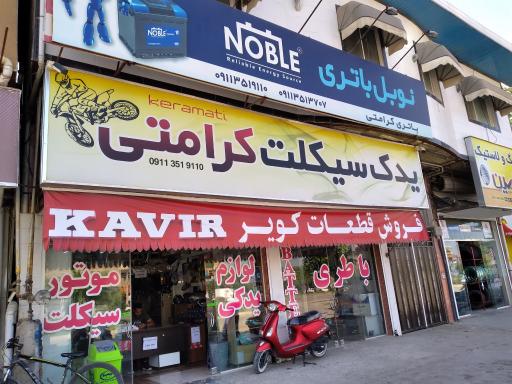 NOBLE
NOBLE
Reliable Energy Source
نوبل باتری
09113519110 - 09113513707
باتری کرامتی
keramati
یدک سیکلت کرامتی
0911 351 9110
KAVIR فروش قطعات کویر
موتور
سیکلت
لوازم
یدکی
BATT
باطری